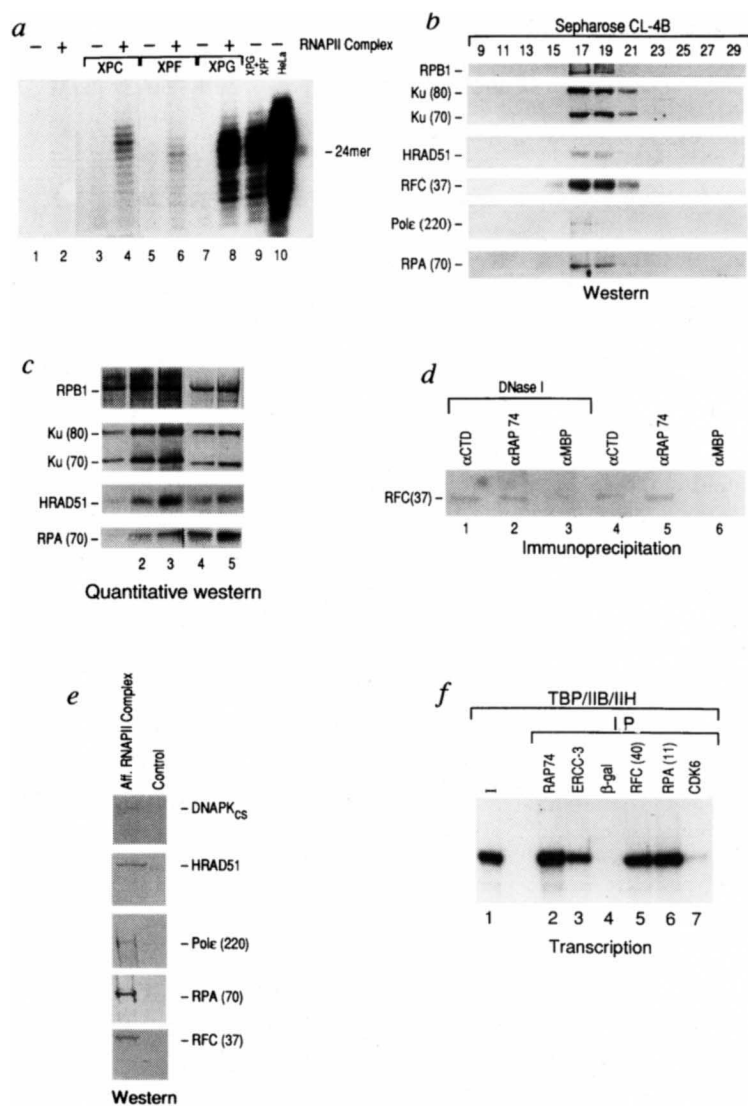 a
− + − + − + − + − − RNAPII Complex
XPC XPF XPG XPG + XPF HeLa
– 24mer
1 2 3 4 5 6 7 8 9 10
b
Sepharose CL-4B
9 11 13 15 17 19 21 23 25 27 29
RPB1 –
Ku (80) –
Ku (70) –
HRAD51 –
RFC (37) –
Polε (220) –
RPA (70) –
Western
c
RPB1 –
Ku (80) –
Ku (70) –
HRAD51 –
RPA (70) –
2 3 4 5
Quantitative western
d
DNase I
αCTD αRAP 74 αMBP αCTD αRAP74 αMBP
RFC(37) –
1 2 3 4 5 6
Immunoprecipitation
e
Aff. RNAPII Complex
Control
– DNAPKCS
– HRAD51
– Polε (220)
– RPA (70)
– RFC (37)
Western
f
TBP/IIB/IIH
I P
I RAP74 ERCC-3 β-gal RFC (40) RPA (11) CDK6
1 2 3 4 5 6 7
Transcription